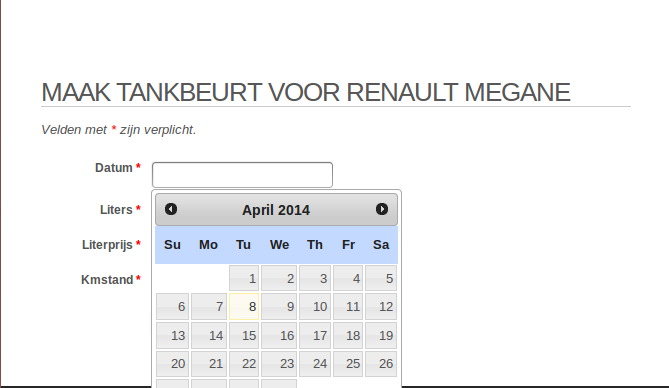 MAAK TANKBEURT VOOR RENAULT MEGANE
Velden met * zijn verplicht.
Datum *
Liters *
Literprijs *
Kmstand *
April 2014
Su Mo Tu We Th Fr Sa
1 2 3 4 5
6 7 8 9 10 11 12
13 14 15 16 17 18 19
20 21 22 23 24 25 26